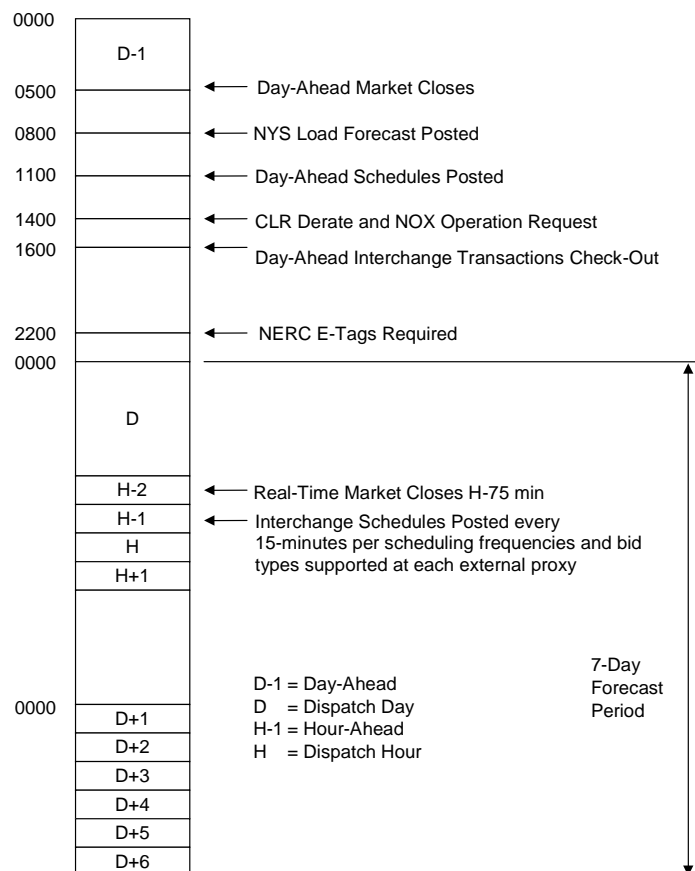 0000
D-1
0500
Day-Ahead Market Closes
0800
NYS Load Forecast Posted
1100
Day-Ahead Schedules Posted
1400
CLR Derate and NOX Operation Request
1600
Day-Ahead Interchange Transactions Check-Out
2200
NERC E-Tags Required
0000
D
H-2
Real-Time Market Closes H-75 min
H-1
Interchange Schedules Posted every
15-minutes per scheduling frequencies and bid
types supported at each external proxy
H
H+1
7-Day
Forecast
Period
D-1 = Day-Ahead
D = Dispatch Day
H-1 = Hour-Ahead
H = Dispatch Hour
0000
D+1
D+2
D+3
D+4
D+5
D+6